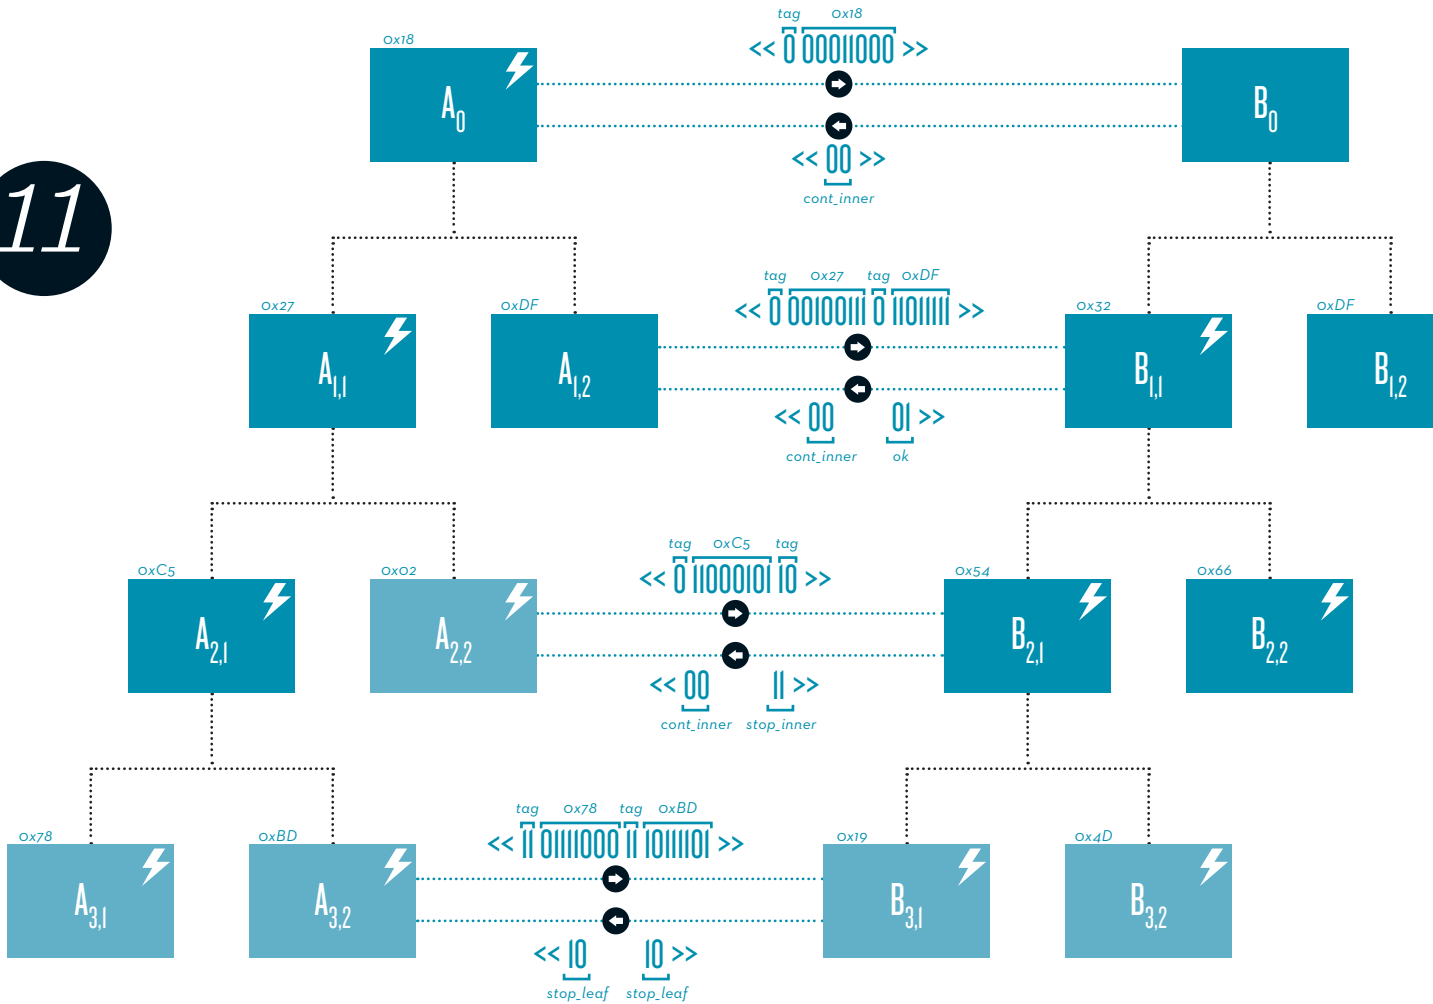 tag 0x18
0x18
<< 0 00011000 >>
A0
B0
<< 00 >>
cont_inner
11
tag 0x27 tag 0xDF
0x27
0xDF
0x32
0xDF
<< 0 00100111 0 11011111 >>
A1,1
A1,2
B1,1
B1,2
<< 00 01 >>
cont_inner ok
tag 0xC5 tag
0xC5
0x02
0x54
0x66
<< 0 11000101 10 >>
A2,1
A2,2
B2,1
B2,2
<< 00 11 >>
cont_inner stop_inner
tag 0x78 tag 0xBD
0x78
0xBD
0x19
0x4D
<< 11 01111000 11 10111101 >>
A3,1
A3,2
B3,1
B3,2
<< 10 10 >>
stop_leaf stop_leaf